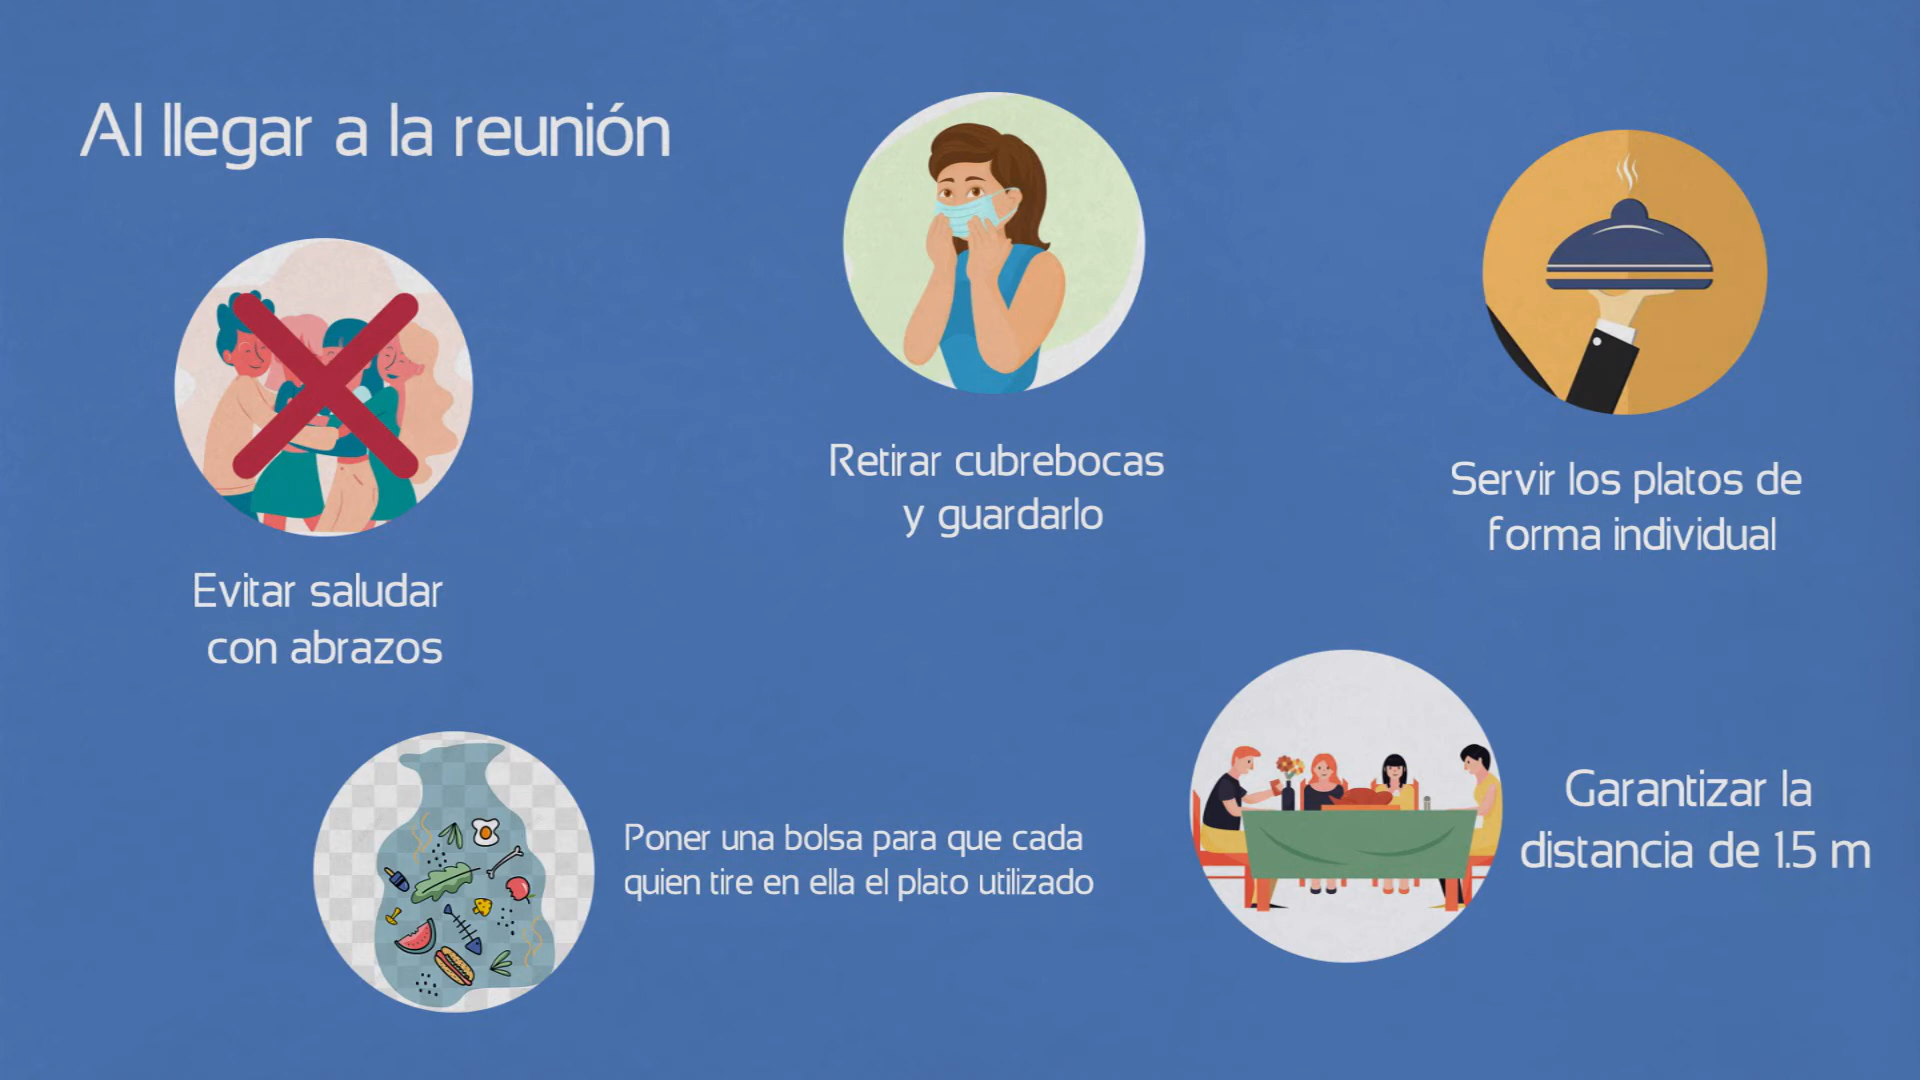 Al llegar a la reunión
Evitar saludar
con abrazos
Retirar cubrebocas
y guardarlo
Servir los platos de
forma individual
Poner una bolsa para que cada
quien tire en ella el plato utilizado
Garantizar la
distancia de 1.5 m